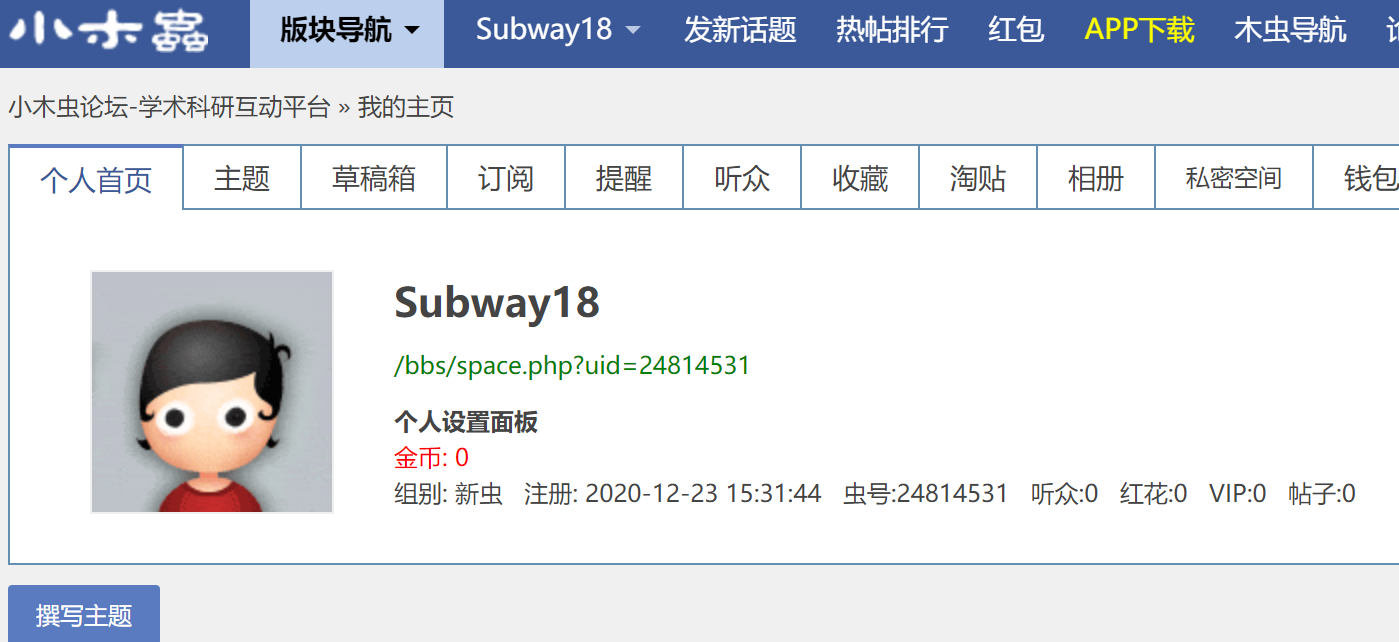 小木蟲 版块导航 Subway18 发新话题 热帖排行 红包 APP下载 木虫导航
小木虫论坛-学术科研互动平台 » 我的主页
个人首页 主题 草稿箱 订阅 提醒 听众 收藏 淘贴 相册 私密空间 钱包
Subway18
/bbs/space.php?uid=24814531
个人设置面板
金币: 0
组别: 新虫 注册: 2020-12-23 15:31:44 虫号:24814531 听众:0 红花:0 VIP:0 帖子:0
撰写主题